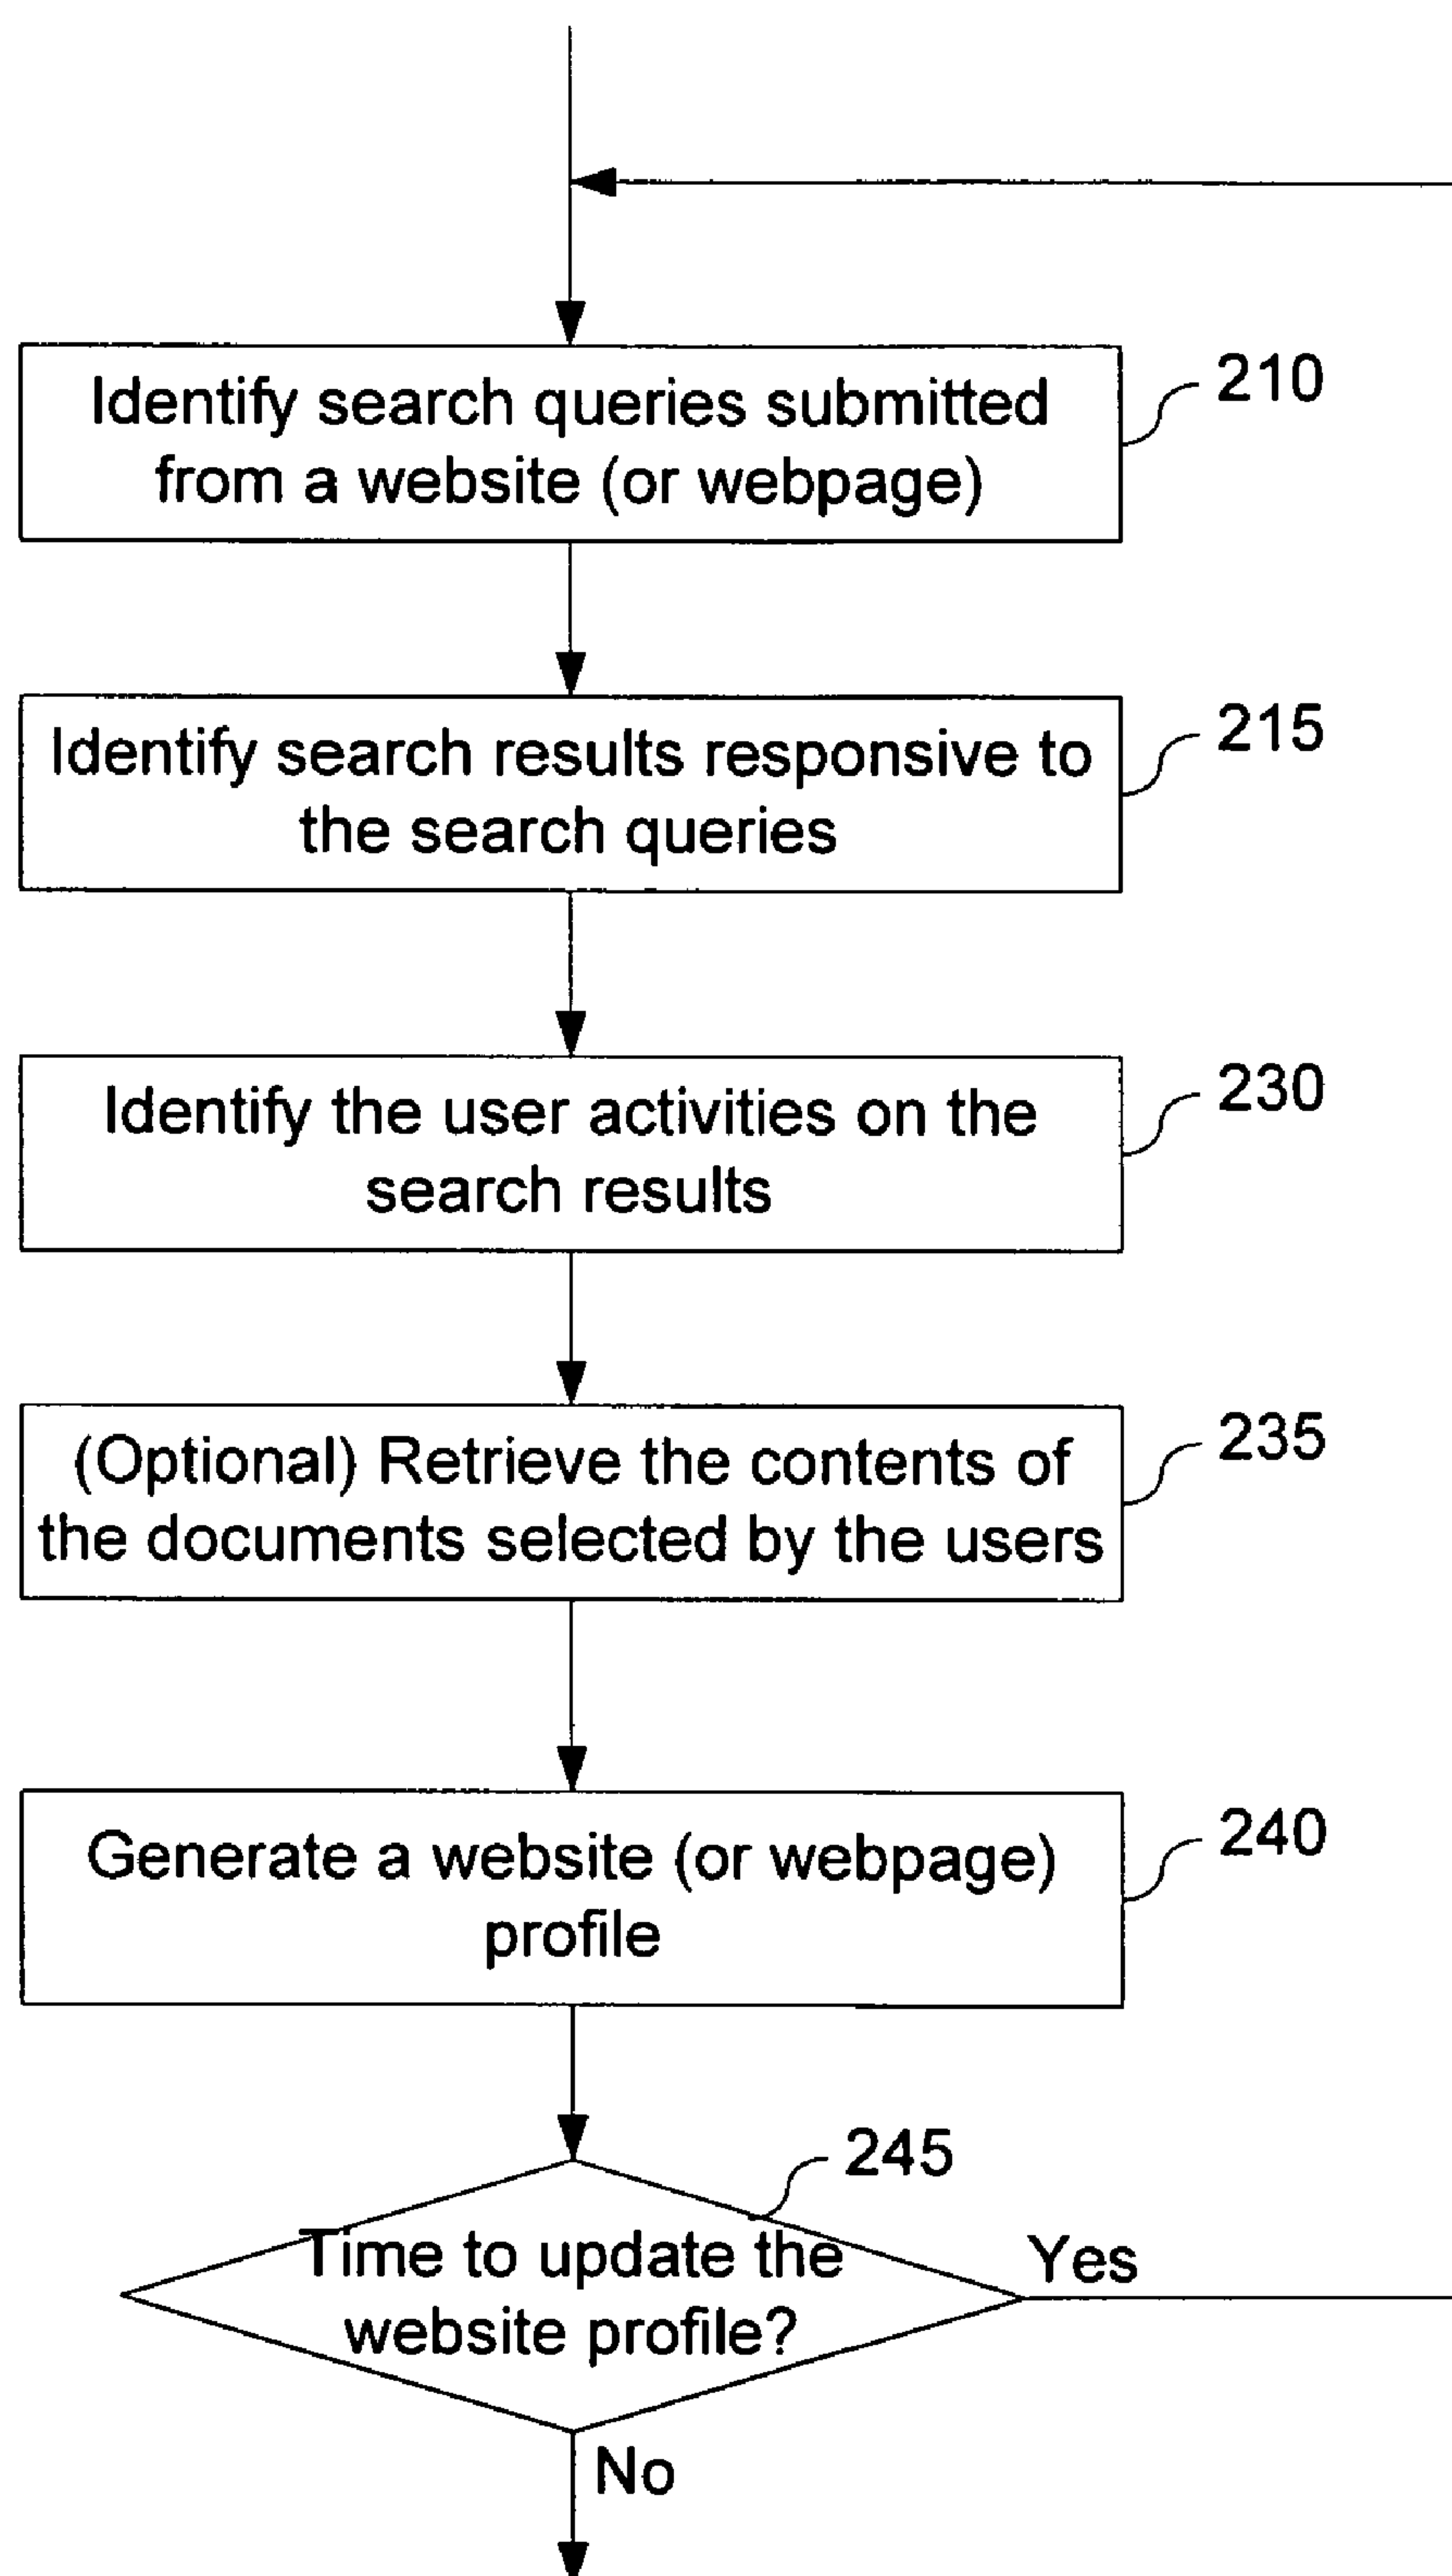 Identify search queries submitted
from a website (or webpage)
210
Identify search results responsive to
the search queries
215
Identify the user activities on the
search results
230
(Optional) Retrieve the contents of
the documents selected by the users
235
Generate a website (or webpage)
profile
240
245
Time to update the
website profile?
Yes
No